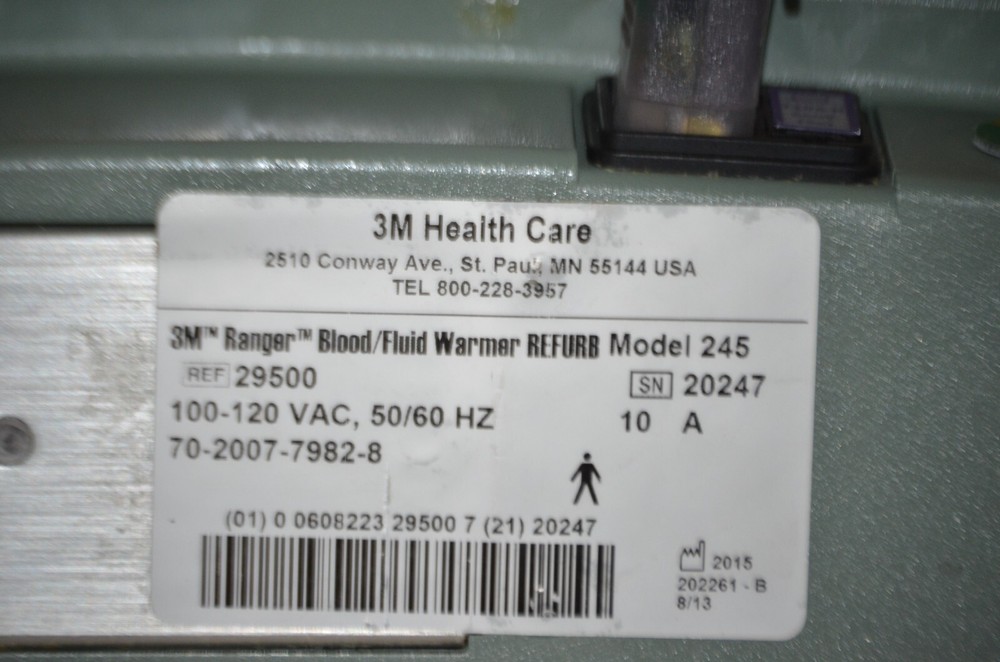 3M Health Care
2510 Conway Ave., St. Paul, MN 55144 USA
TEL 800-228-3957
3M™ Ranger™ Blood/Fluid Warmer REFURB Model 245
REF 29500
SN 20247
100-120 VAC, 50/60 HZ
10 A
70-2007-7982-8
(01) 0 0608223 29500 7 (21) 20247
2015
202261 - B
8/13